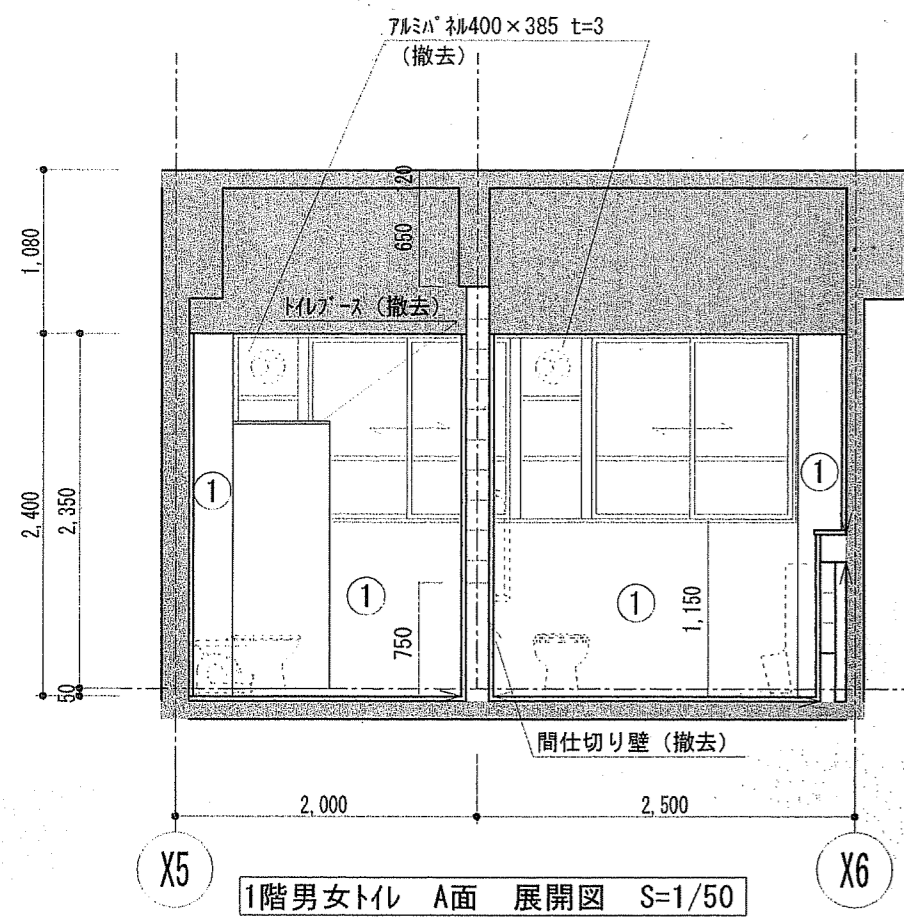 アルミパネル400×385 t=3
(撤去)
20
650
1,080
トイレブース (撤去)
①
①
2,400
2,350
①
①
1,150
750
50
間仕切り壁 (撤去)
2,000
2,500
X5
X6
1階男女トイレ A面 展開図 S=1/50